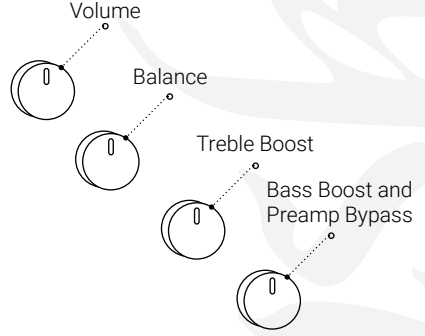 Volume
Balance
Treble Boost
Bass Boost and
Preamp Bypass